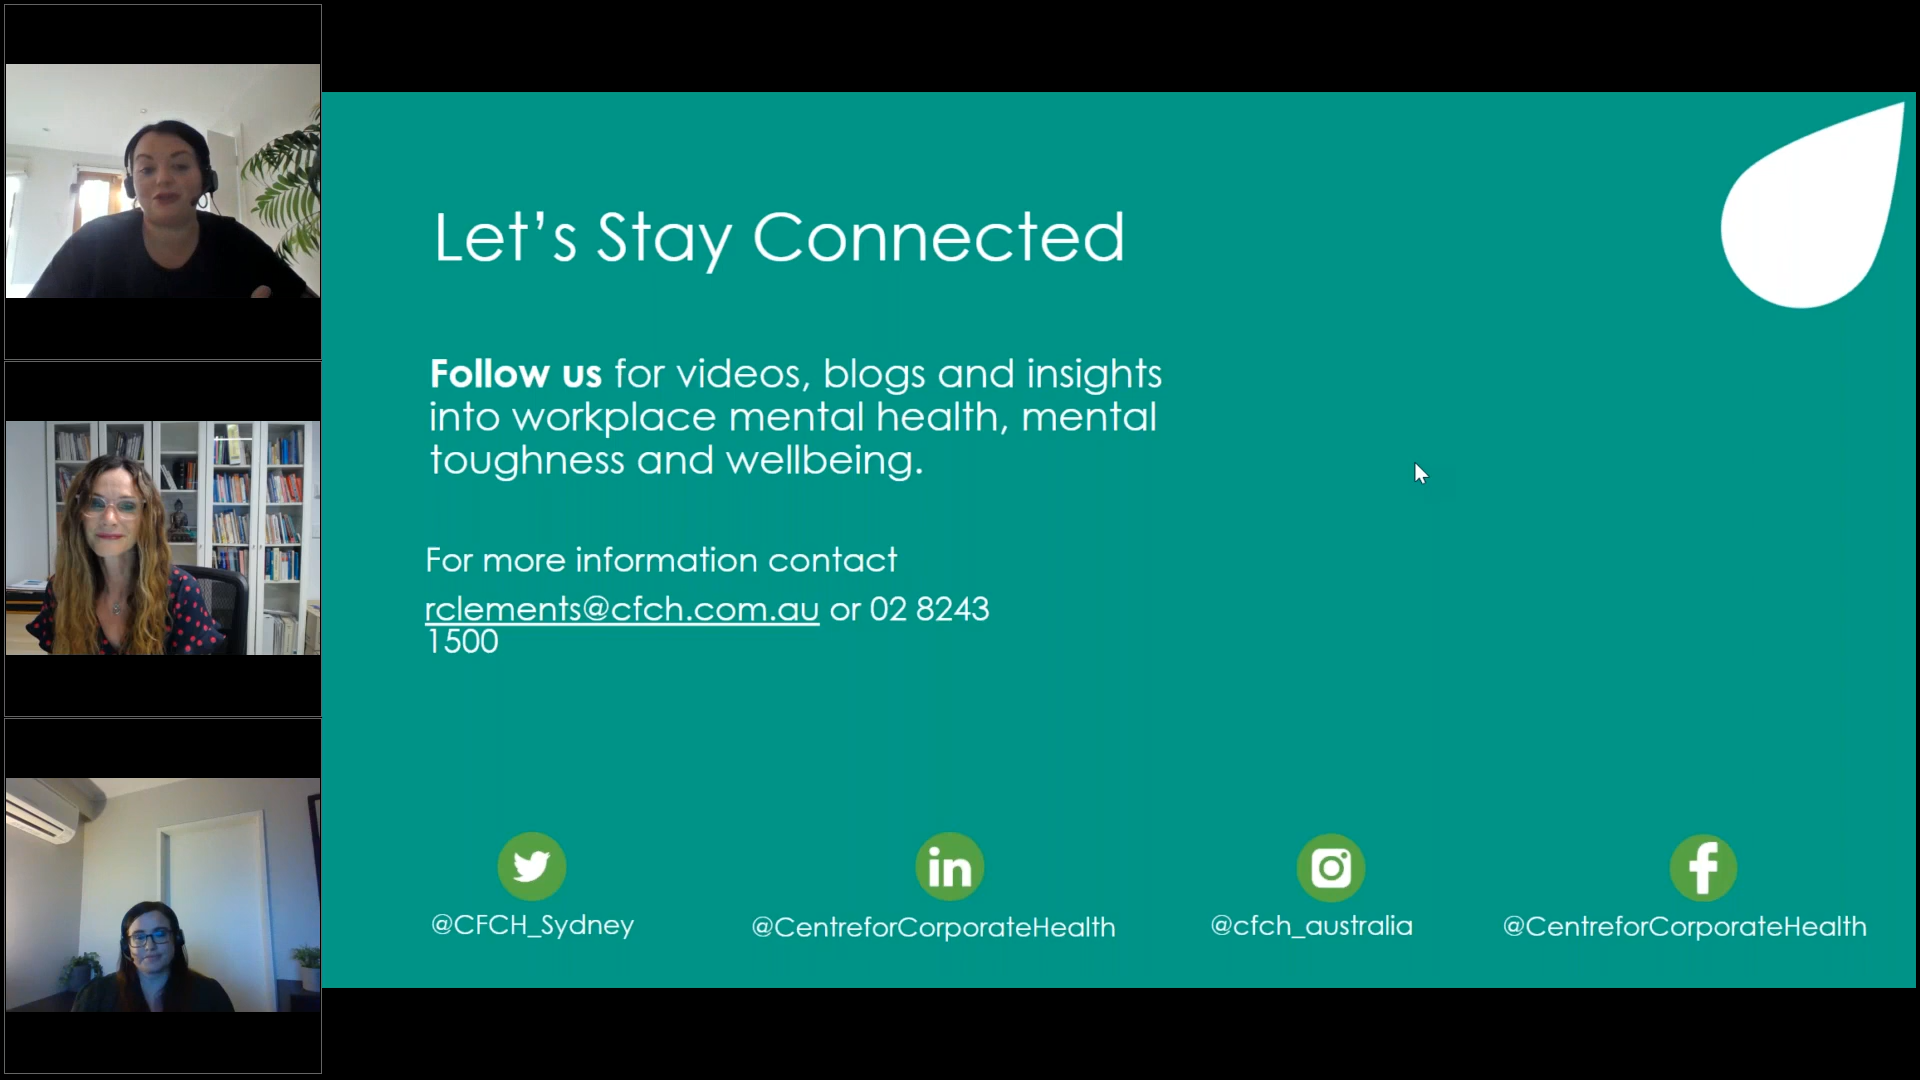 Let's Stay Connected
Follow us for videos, blogs and insights
into workplace mental health, mental
toughness and wellbeing.
For more information contact
rclements@cfch.com.au or 02 8243
1500
@CFCH_Sydney
@CentreforCorporateHealth
@cfch_australia
@CentreforCorporateHealth